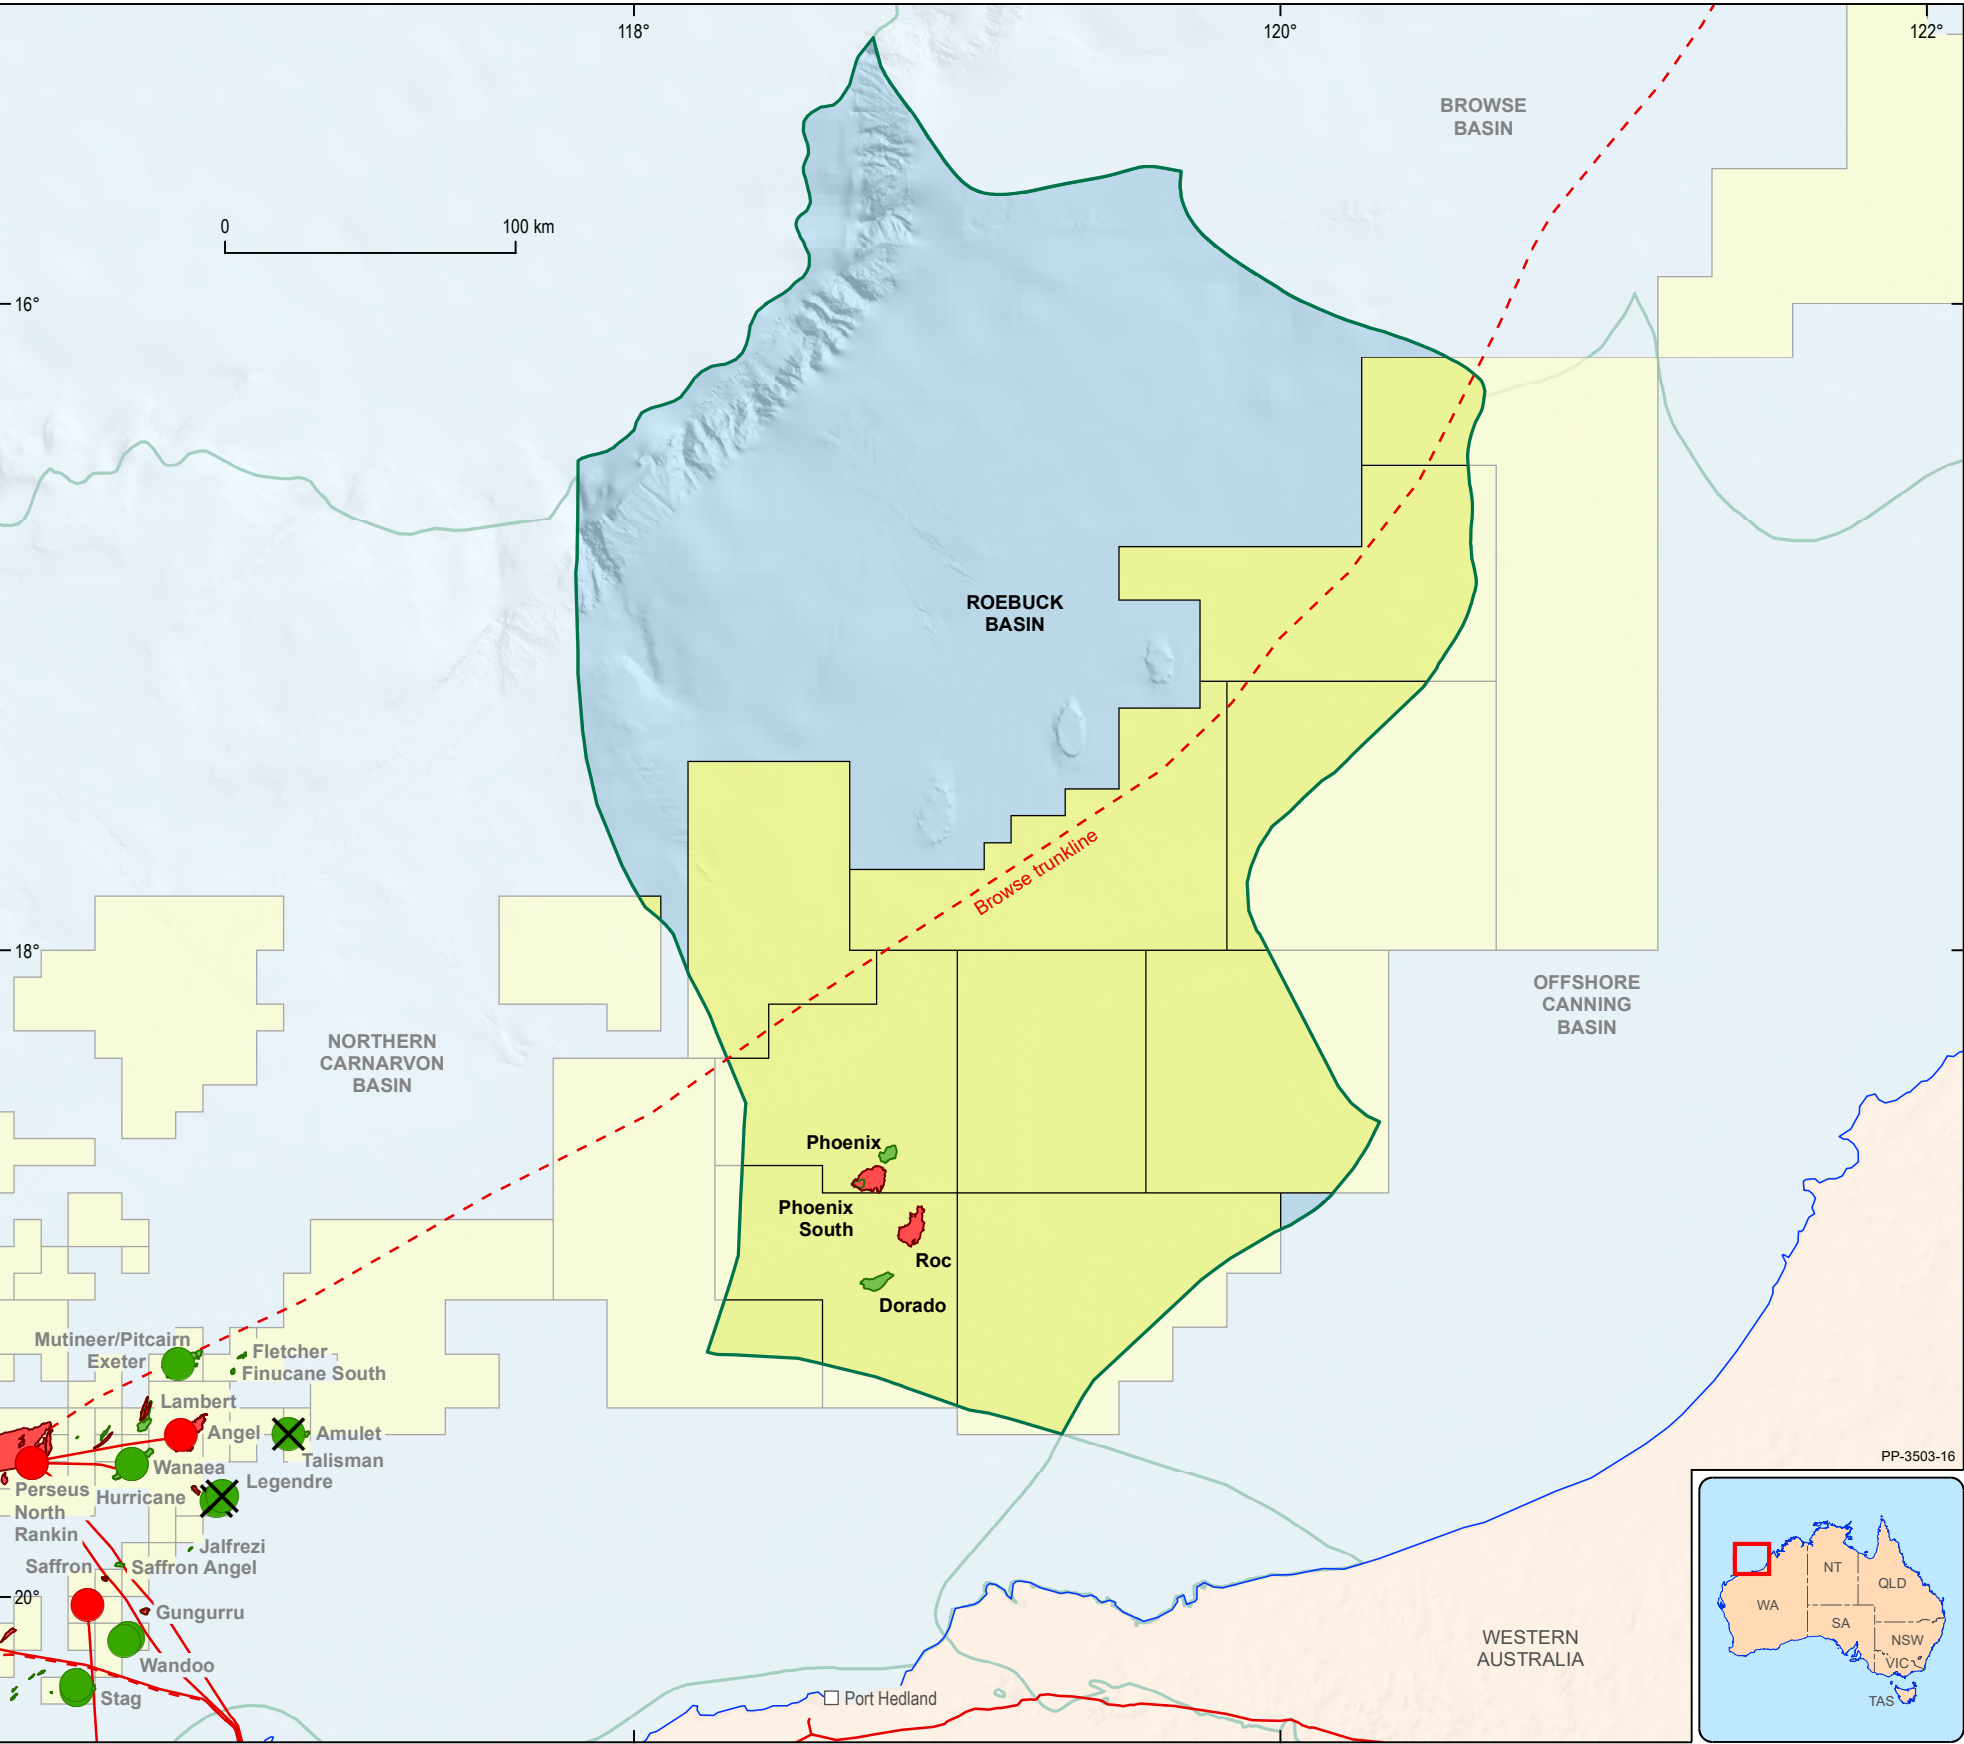 118°
120°
122°
BROWSE
BASIN
0
100 km
16°
ROEBUCK
BASIN
Browse trunkline
18°
OFFSHORE
CANNING
BASIN
NORTHERN
CARNARVON
BASIN
Phoenix
Phoenix
South
Roc
Dorado
Mutineer/Pitcairn
Exeter
Fletcher
Finucane South
Lambert
Angel
Amulet
Talisman
Wanaea
Legendre
Perseus
North
Rankin
Hurricane
Jalfrezi
Saffron
Saffron Angel
20°
Gungurru
Wandoo
Stag
Port Hedland
WESTERN
AUSTRALIA
PP-3503-16
NT
QLD
WA
SA
NSW
VIC
TAS